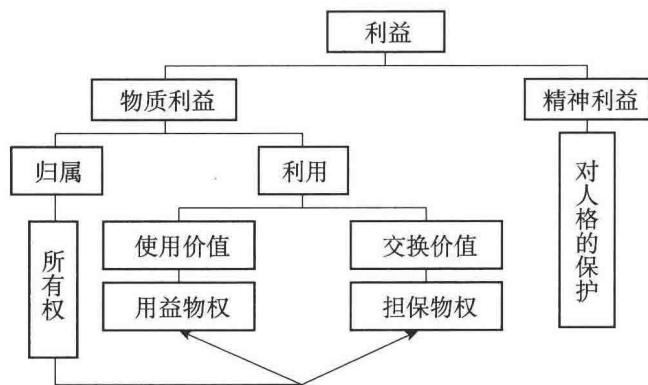 利益
物质利益
精神利益
归属
利用
对人格的保护
所有权
使用价值
交换价值
用益物权
担保物权